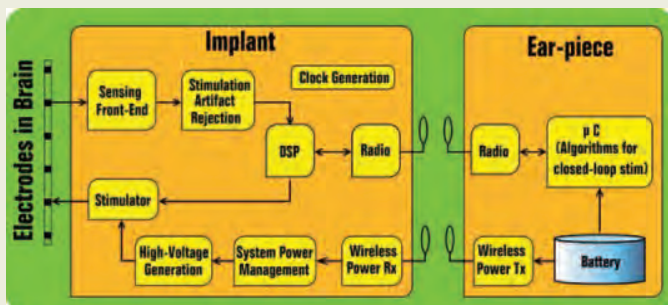 Electrodes in Brain
Implant
Clock Generation
Sensing
Front-End
Stimulation
Artifact
Rejection
DSP
Radio
Stimulator
High-Voltage
Generation
System Power
Management
Wireless
Power Rx
Ear-piece
Radio
µ C
(Algorithms for
closed-loop stim)
Wireless
Power Tx
Battery